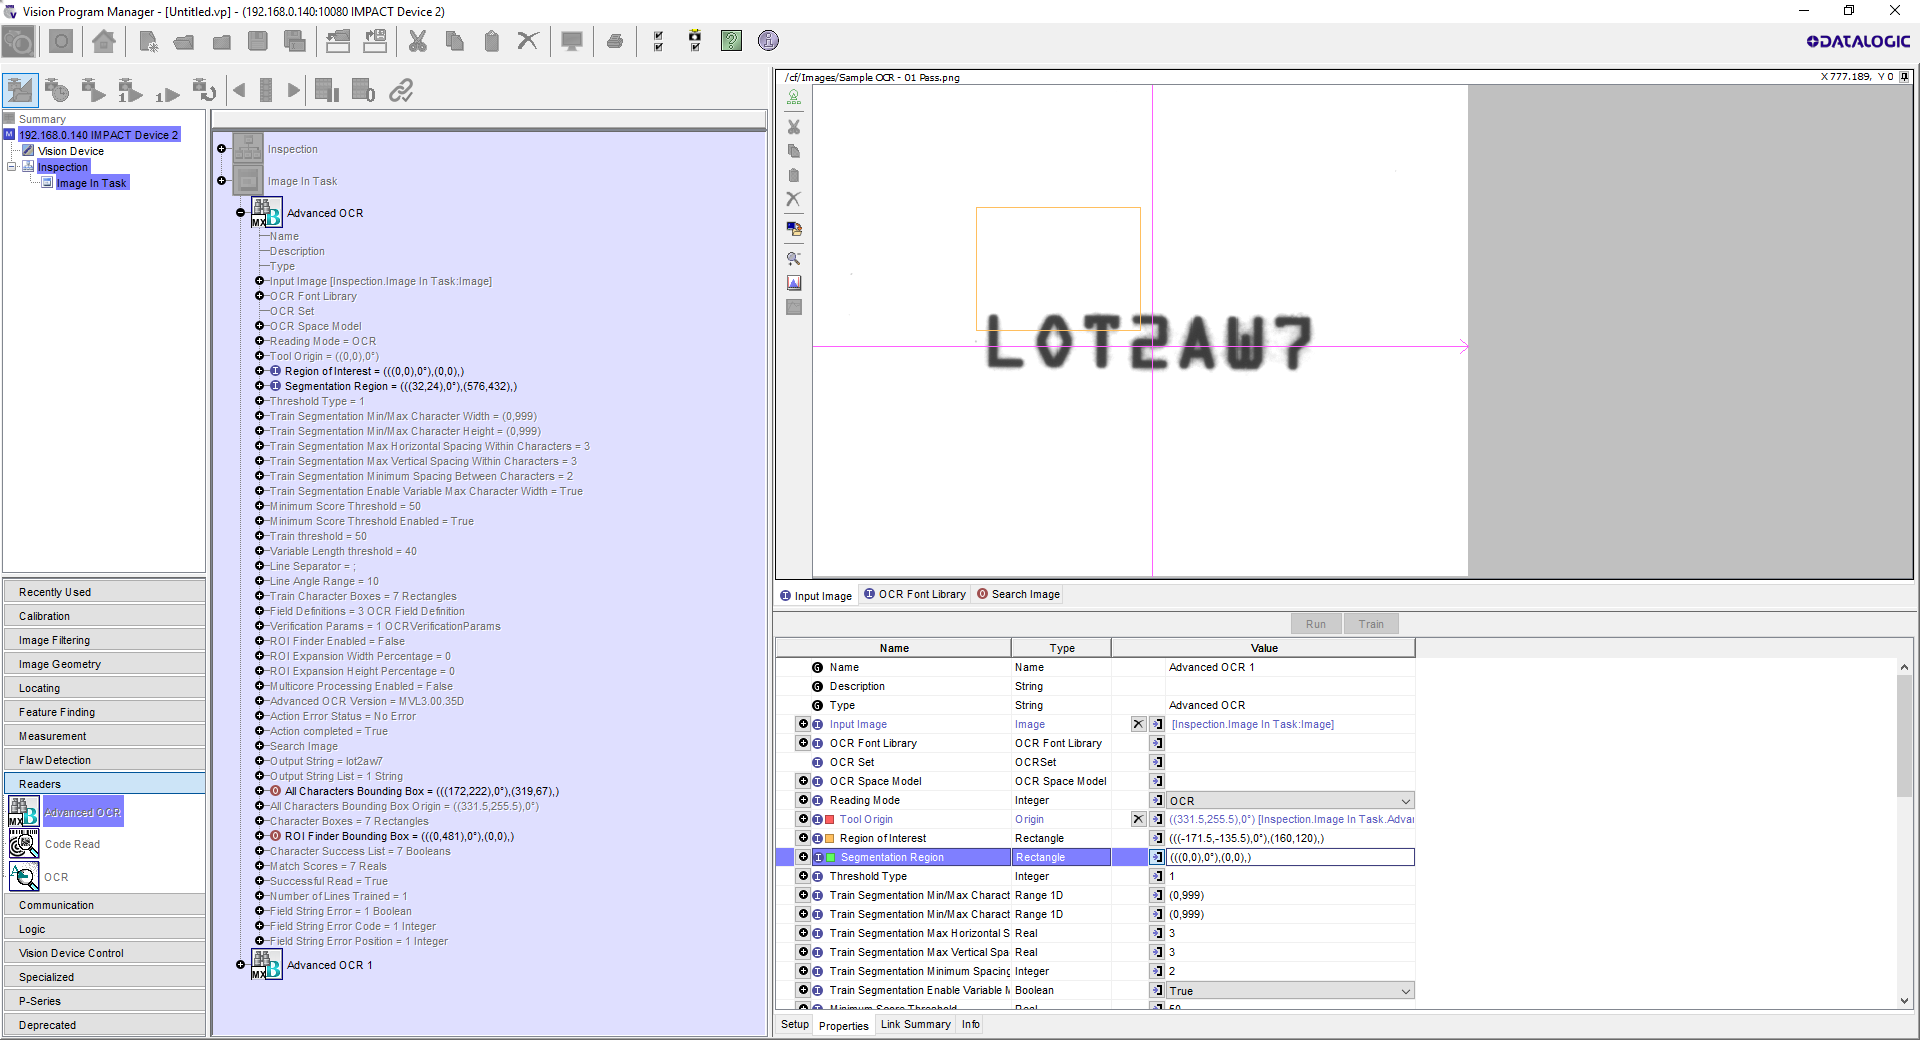 Vision Program Manager - [Untitled.vp] - (192.168.0.140:10080 IMPACT Device 2)
DATALOGIC
Summary
192.168.0.140 IMPACT Device 2
Vision Device
Inspection
Image In Task
Recently Used
Calibration
Image Filtering
Image Geometry
Locating
Feature Finding
Measurement
Flaw Detection
Readers
Advanced OCR
Code Read
OCR
Communication
Logic
Vision Device Control
Specialized
P-Series
Deprecated
Inspection
Image In Task
Advanced OCR
Name
Description
Type
Input Image [Inspection.Image In Task:Image]
OCR Font Library
OCR Set
OCR Space Model
Reading Mode = OCR
Tool Origin = ((0,0),0°)
Region of Interest = (((0,0),0°),(0,0),)
Segmentation Region = (((32,24),0°),(576,432),)
Threshold Type = 1
Train Segmentation Min/Max Character Width = (0,999)
Train Segmentation Min/Max Character Height = (0,999)
Train Segmentation Max Horizontal Spacing Within Characters = 3
Train Segmentation Max Vertical Spacing Within Characters = 3
Train Segmentation Minimum Spacing Between Characters = 2
Train Segmentation Enable Variable Max Character Width = True
Minimum Score Threshold = 50
Minimum Score Threshold Enabled = True
Train threshold = 50
Variable Length threshold = 40
Line Separator = ;
Line Angle Range = 10
Train Character Boxes = 7 Rectangles
Field Definitions = 3 OCR Field Definition
Verification Params = 1 OCRVerificationParams
ROI Finder Enabled = False
ROI Expansion Width Percentage = 0
ROI Expansion Height Percentage = 0
Multicore Processing Enabled = False
Advanced OCR Version = MVL3.00.35D
Action Error Status = No Error
Action completed = True
Search Image
Output String = lot2aw7
Output String List = 1 String
All Characters Bounding Box = (((172,222),0°),(319,67),)
All Characters Bounding Box Origin = ((331.5,255.5),0°)
Character Boxes = 7 Rectangles
ROI Finder Bounding Box = (((0,481),0°),(0,0),)
Character Success List = 7 Booleans
Match Scores = 7 Reals
Successful Read = True
Number of Lines Trained = 1
Field String Error = 1 Boolean
Field String Error Code = 1 Integer
Field String Error Position = 1 Integer
Advanced OCR 1
/cf/Images/Sample OCR - 01 Pass.png
X 777.189, Y 0
LOT2AW7
Input Image
OCR Font Library
Search Image
Run
Train
Name Type Value
Name Name Advanced OCR 1
Description String
Type String Advanced OCR
Input Image Image [Inspection.Image In Task:Image]
OCR Font Library OCR Font Library
OCR Set OCRSet
OCR Space Model OCR Space Model
Reading Mode Integer OCR
Tool Origin Origin ((331.5,255.5),0°) [Inspection.Image In Task.Advar
Region of Interest Rectangle (((-171.5,-135.5),0°),(160,120),)
Segmentation Region Rectangle (((0,0),0°),(0,0),)
Threshold Type Integer 1
Train Segmentation Min/Max Charact Range 1D (0,999)
Train Segmentation Min/Max Charact Range 1D (0,999)
Train Segmentation Max Horizontal S Real 3
Train Segmentation Max Vertical Spa Real 3
Train Segmentation Minimum Spacing Integer 2
Train Segmentation Enable Variable M Boolean True
Minimum Score Threshold Real 50
Setup
Properties
Link Summary
Info